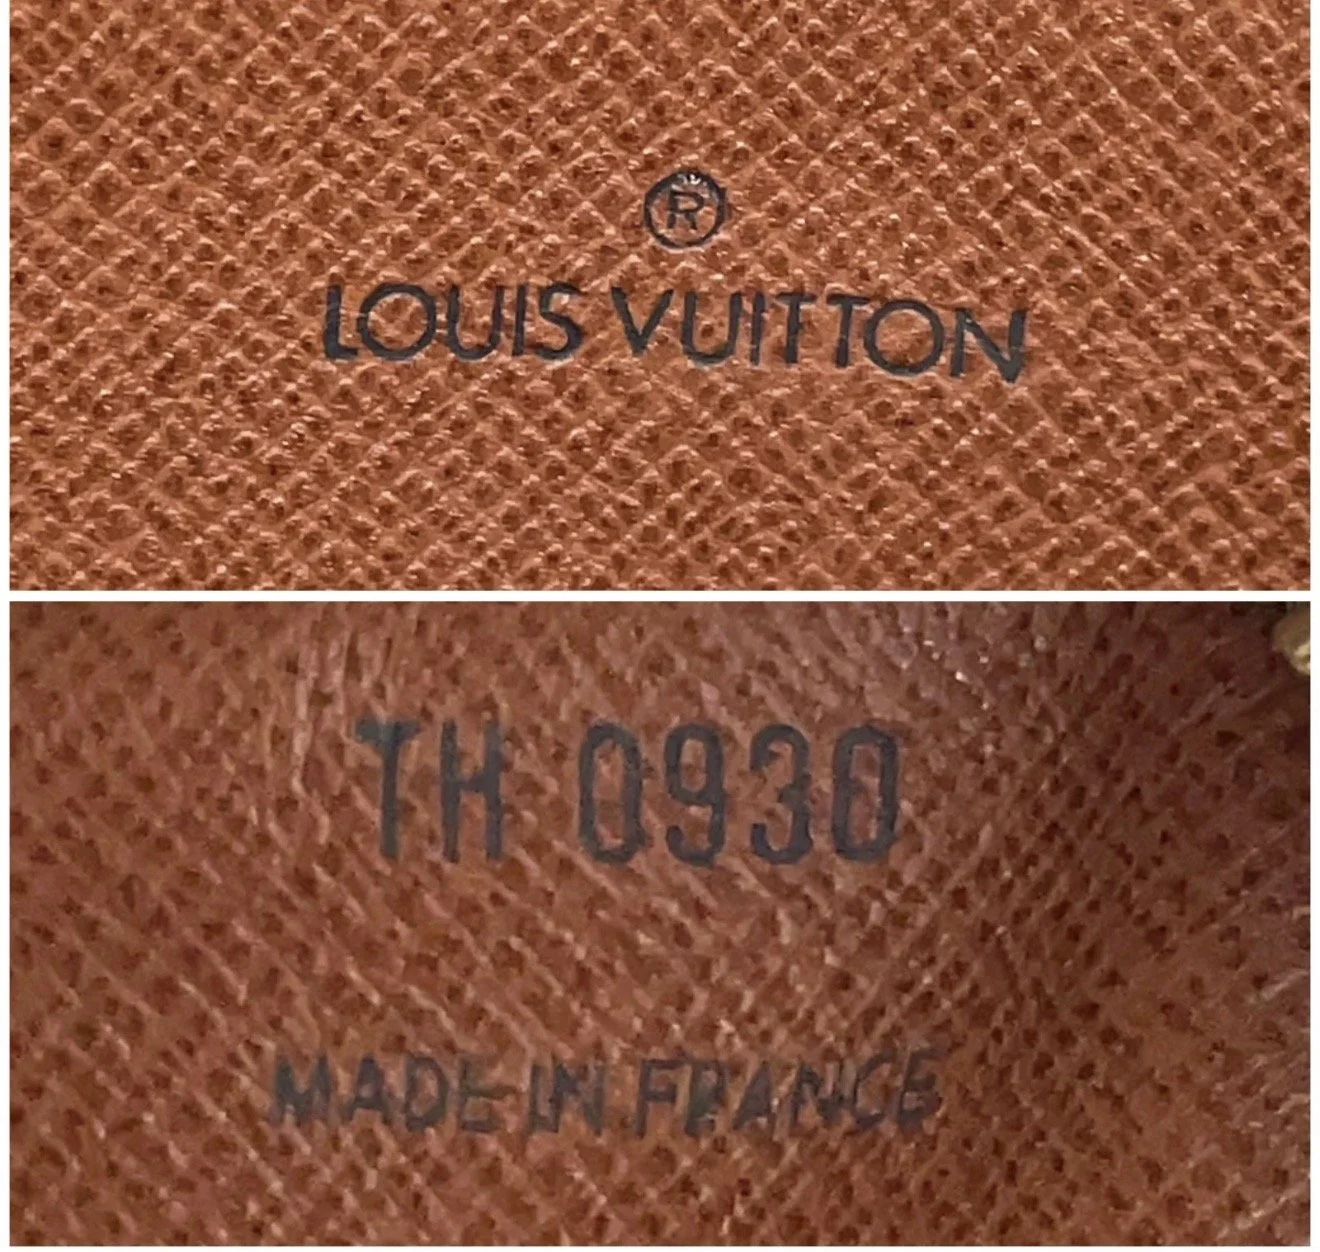 ®
LOUIS VUITTON
TH 0930
MADE IN FRANCE